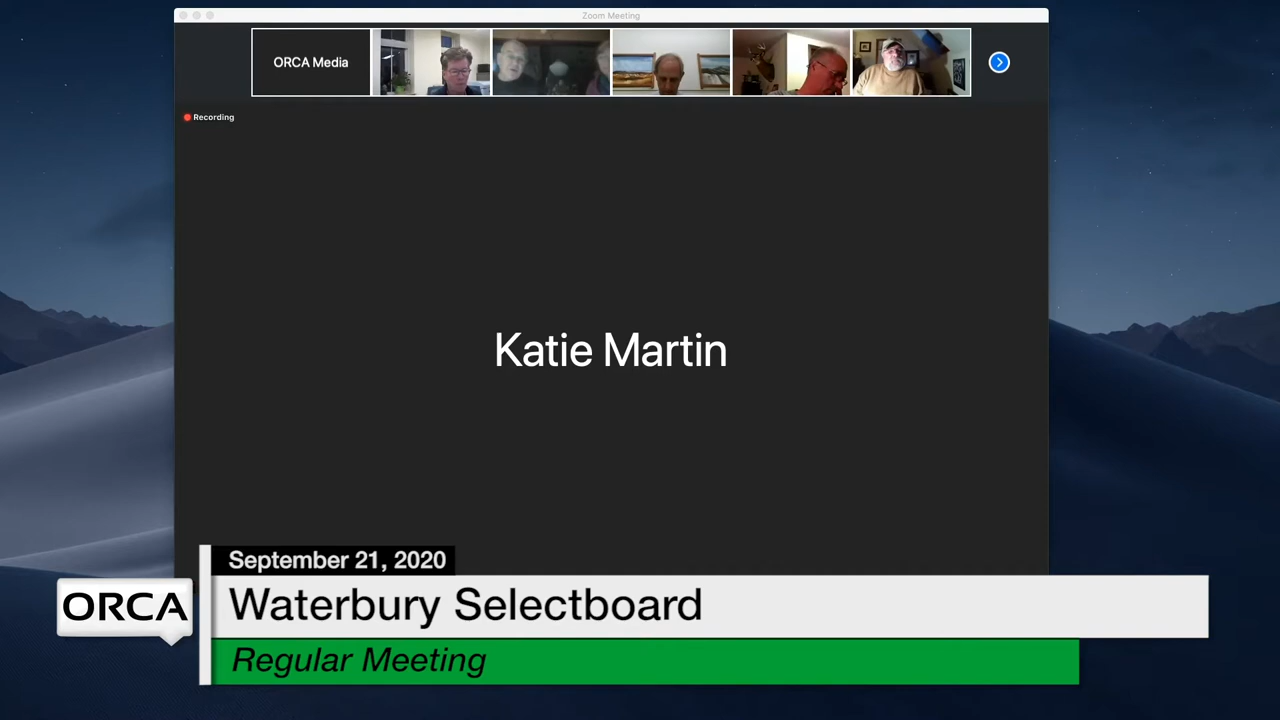 Zoom Meeting
ORCA Media
Recording
Katie Martin
September 21, 2020
ORCA
Waterbury Selectboard
Regular Meeting